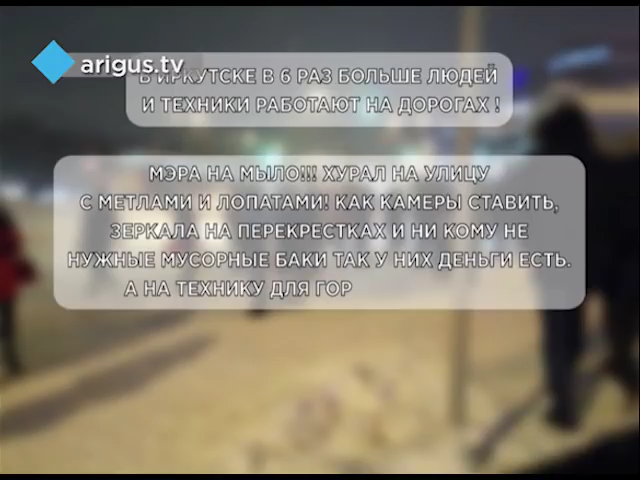 arigus.tv
В ИРКУТСКЕ В 6 РАЗ БОЛЬШЕ ЛЮДЕЙ
И ТЕХНИКИ РАБОТАЮТ НА ДОРОГАХ !
МЭРА НА МЫЛО!!! ХУРАЛ НА УЛИЦУ
С МЕТЛАМИ И ЛОПАТАМИ! КАК КАМЕРЫ СТАВИТЬ,
ЗЕРКАЛА НА ПЕРЕКРЕСТКАХ И НИ КОМУ НЕ
НУЖНЫЕ МУСОРНЫЕ БАКИ ТАК У НИХ ДЕНЬГИ ЕСТЬ.
А НА ТЕХНИКУ ДЛЯ ГОР